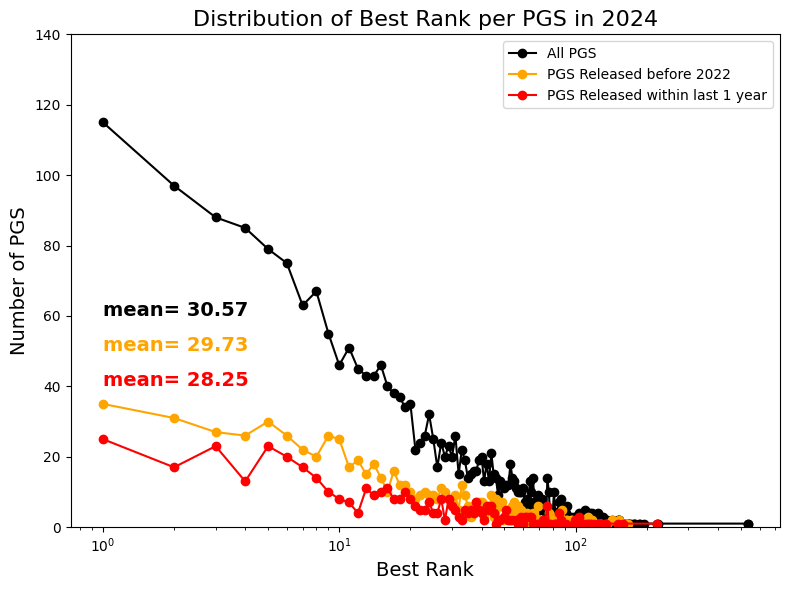 Distribution of Best Rank per PGS in 2024
140
120
100
80
60
40
20
0
Number of PGS
All PGS
PGS Released before 2022
PGS Released within last 1 year
mean= 30.57
mean= 29.73
mean= 28.25
10⁰
10¹
10²
Best Rank